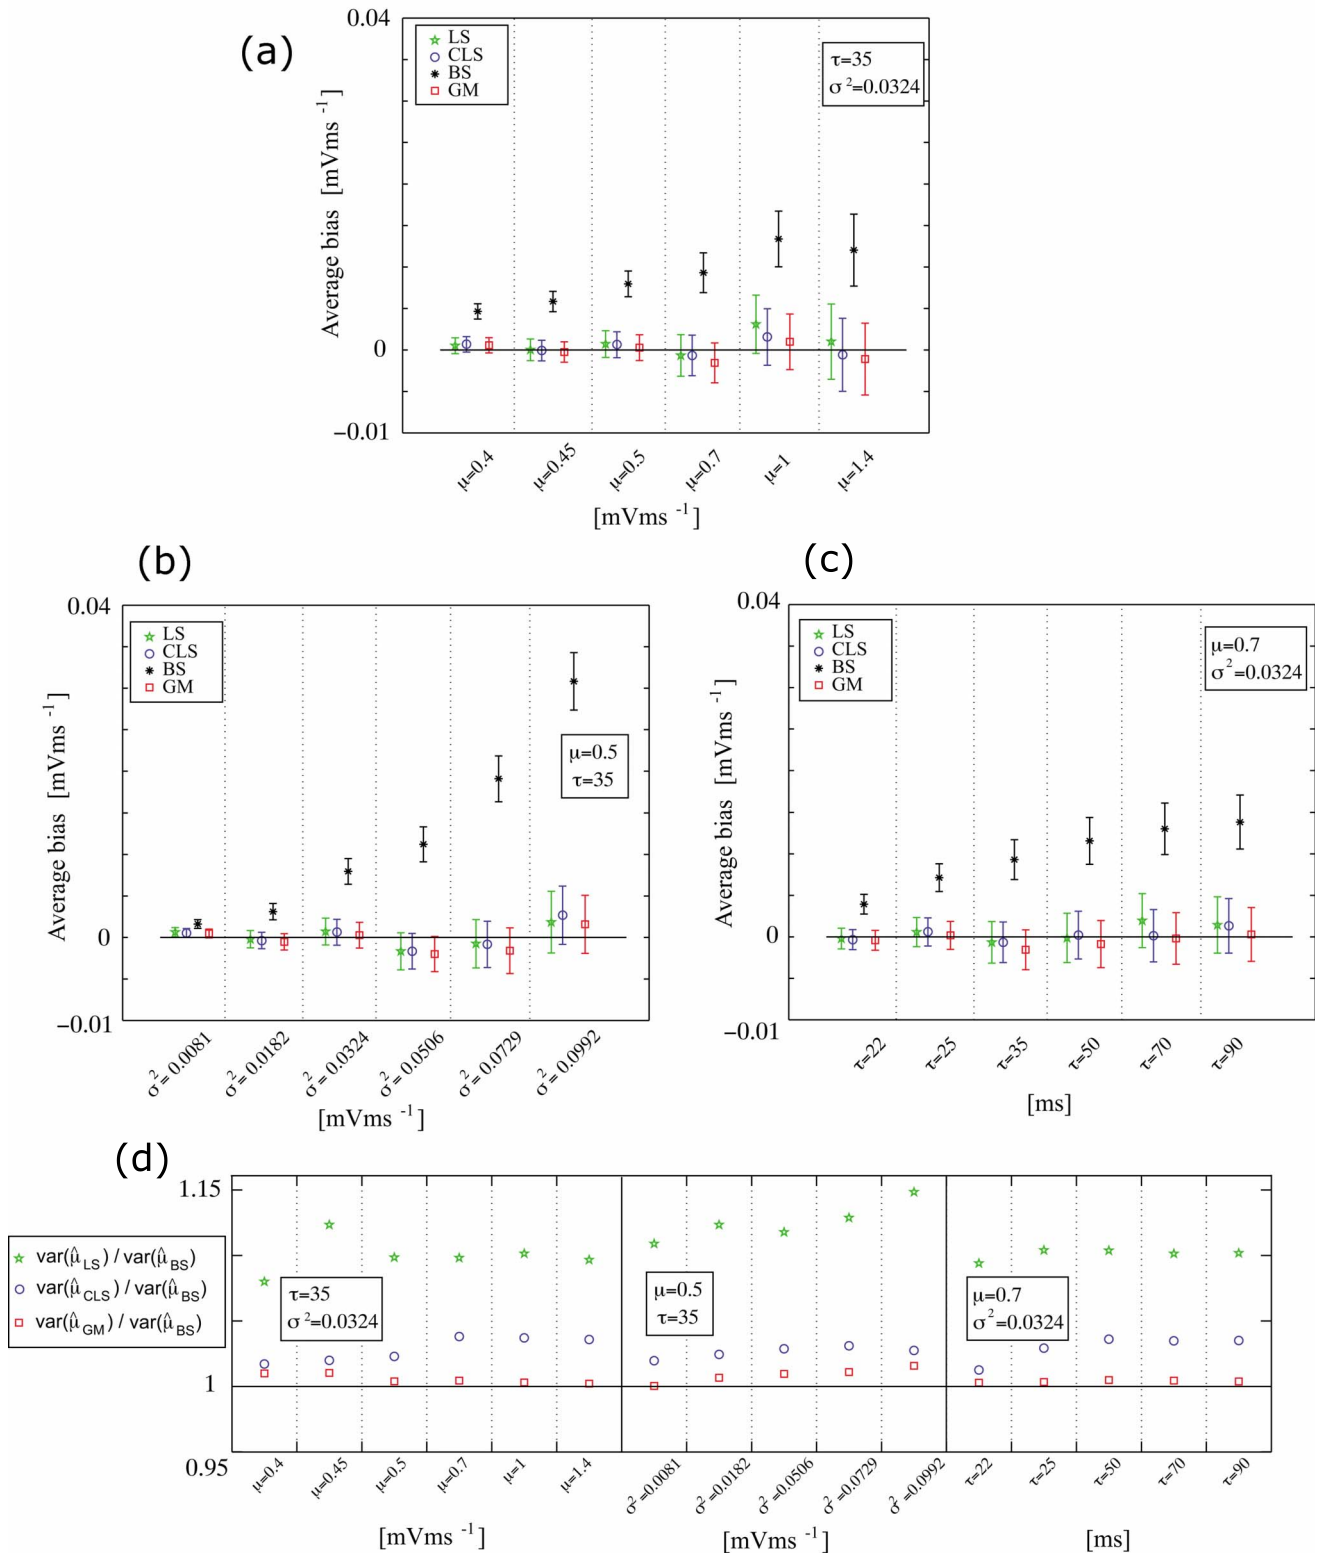 (a)
0.04
0
−0.01
Average bias [mVms -1]
LS
CLS
BS
GM
τ=35
σ 2=0.0324
μ=0.4
μ=0.45
μ=0.5
μ=0.7
μ=1
μ=1.4
[mVms -1]
(b)
0.04
0
−0.01
Average bias [mVms -1]
LS
CLS
BS
GM
μ=0.5
τ=35
σ2= 0.0081
σ2= 0.0182
σ2= 0.0324
σ2= 0.0506
σ2= 0.0729
σ2= 0.0992
[mVms -1]
(c)
0.04
0
−0.01
Average bias [mVms -1]
LS
CLS
BS
GM
μ=0.7
σ2=0.0324
τ=22
τ=25
τ=35
τ=50
τ=70
τ=90
[ms]
(d)
1.15
1
0.95
var(μ̂LS) / var(μ̂BS)
var(μ̂CLS) / var(μ̂BS)
var(μ̂GM) / var(μ̂BS)
τ=35
σ 2=0.0324
μ=0.5
τ=35
μ=0.7
σ2=0.0324
μ=0.4
μ=0.45
μ=0.5
μ=0.7
μ=1
μ=1.4
σ2=0.0081
σ2=0.0182
σ2=0.0506
σ2=0.0729
σ2=0.0992
τ=22
τ=25
τ=50
τ=70
τ=90
[mVms -1]
[mVms -1]
[ms]